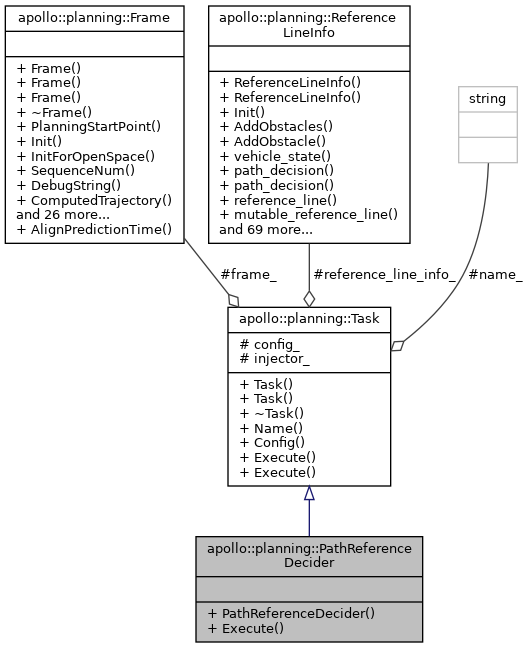 apollo::planning::Frame
+ Frame()
+ Frame()
+ Frame()
+ ~Frame()
+ PlanningStartPoint()
+ Init()
+ InitForOpenSpace()
+ SequenceNum()
+ DebugString()
+ ComputedTrajectory()
and 26 more...
+ AlignPredictionTime()
apollo::planning::Reference
LineInfo
+ ReferenceLineInfo()
+ ReferenceLineInfo()
+ Init()
+ AddObstacles()
+ AddObstacle()
+ vehicle_state()
+ path_decision()
+ path_decision()
+ reference_line()
+ mutable_reference_line()
and 69 more...
string
#frame_
#reference_line_info_
#name_
apollo::planning::Task
# config_
# injector_
+ Task()
+ Task()
+ ~Task()
+ Name()
+ Config()
+ Execute()
+ Execute()
apollo::planning::PathReference
Decider
+ PathReferenceDecider()
+ Execute()